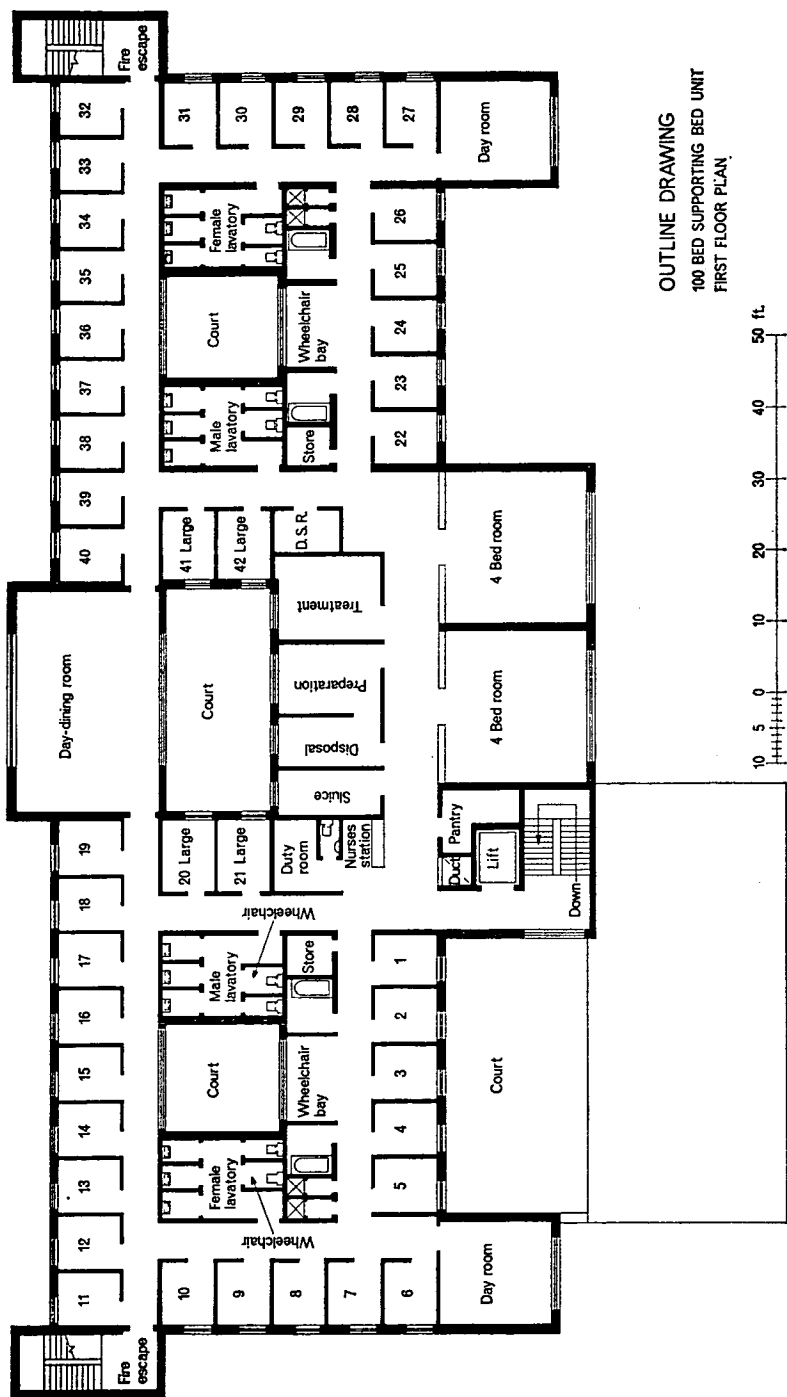 Fire
escape
11
12
13
14
15
16
17
18
19
Day-dining room
40
39
38
37
36
35
34
33
32
Fire
escape
10
9
8
7
6
Female
lavatory
Court
Male
lavatory
20 Large
21 Large
Court
41 Large
42 Large
Male
lavatory
Court
Female
lavatory
31
30
29
28
27
Wheelchair
Wheelchair
Wheelchair
bay
Store
Duty
room
Nurses
station
Sluice
Disposal
Preparation
Treatment
D.S.R.
Store
Wheelchair
bay
5
4
3
2
1
22
23
24
25
26
Day room
Court
Duct
Pantry
Lift
Down
4 Bed room
4 Bed room
Day room
10
5
0
10
20
30
40
50 ft.
OUTLINE DRAWING
100 BED SUPPORTING BED UNIT
FIRST FLOOR PLAN.